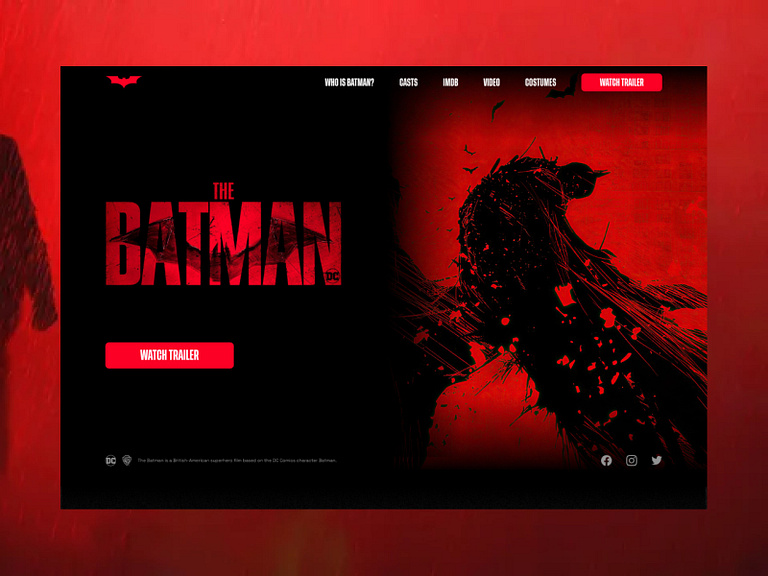 WHO IS BATMAN? CASTS IMDB VIDEO COSTUMES WATCH TRAILER
THE
BATMAN
DC
WATCH TRAILER
DC The Batman is a British-American superhero film based on the DC Comics character Batman.